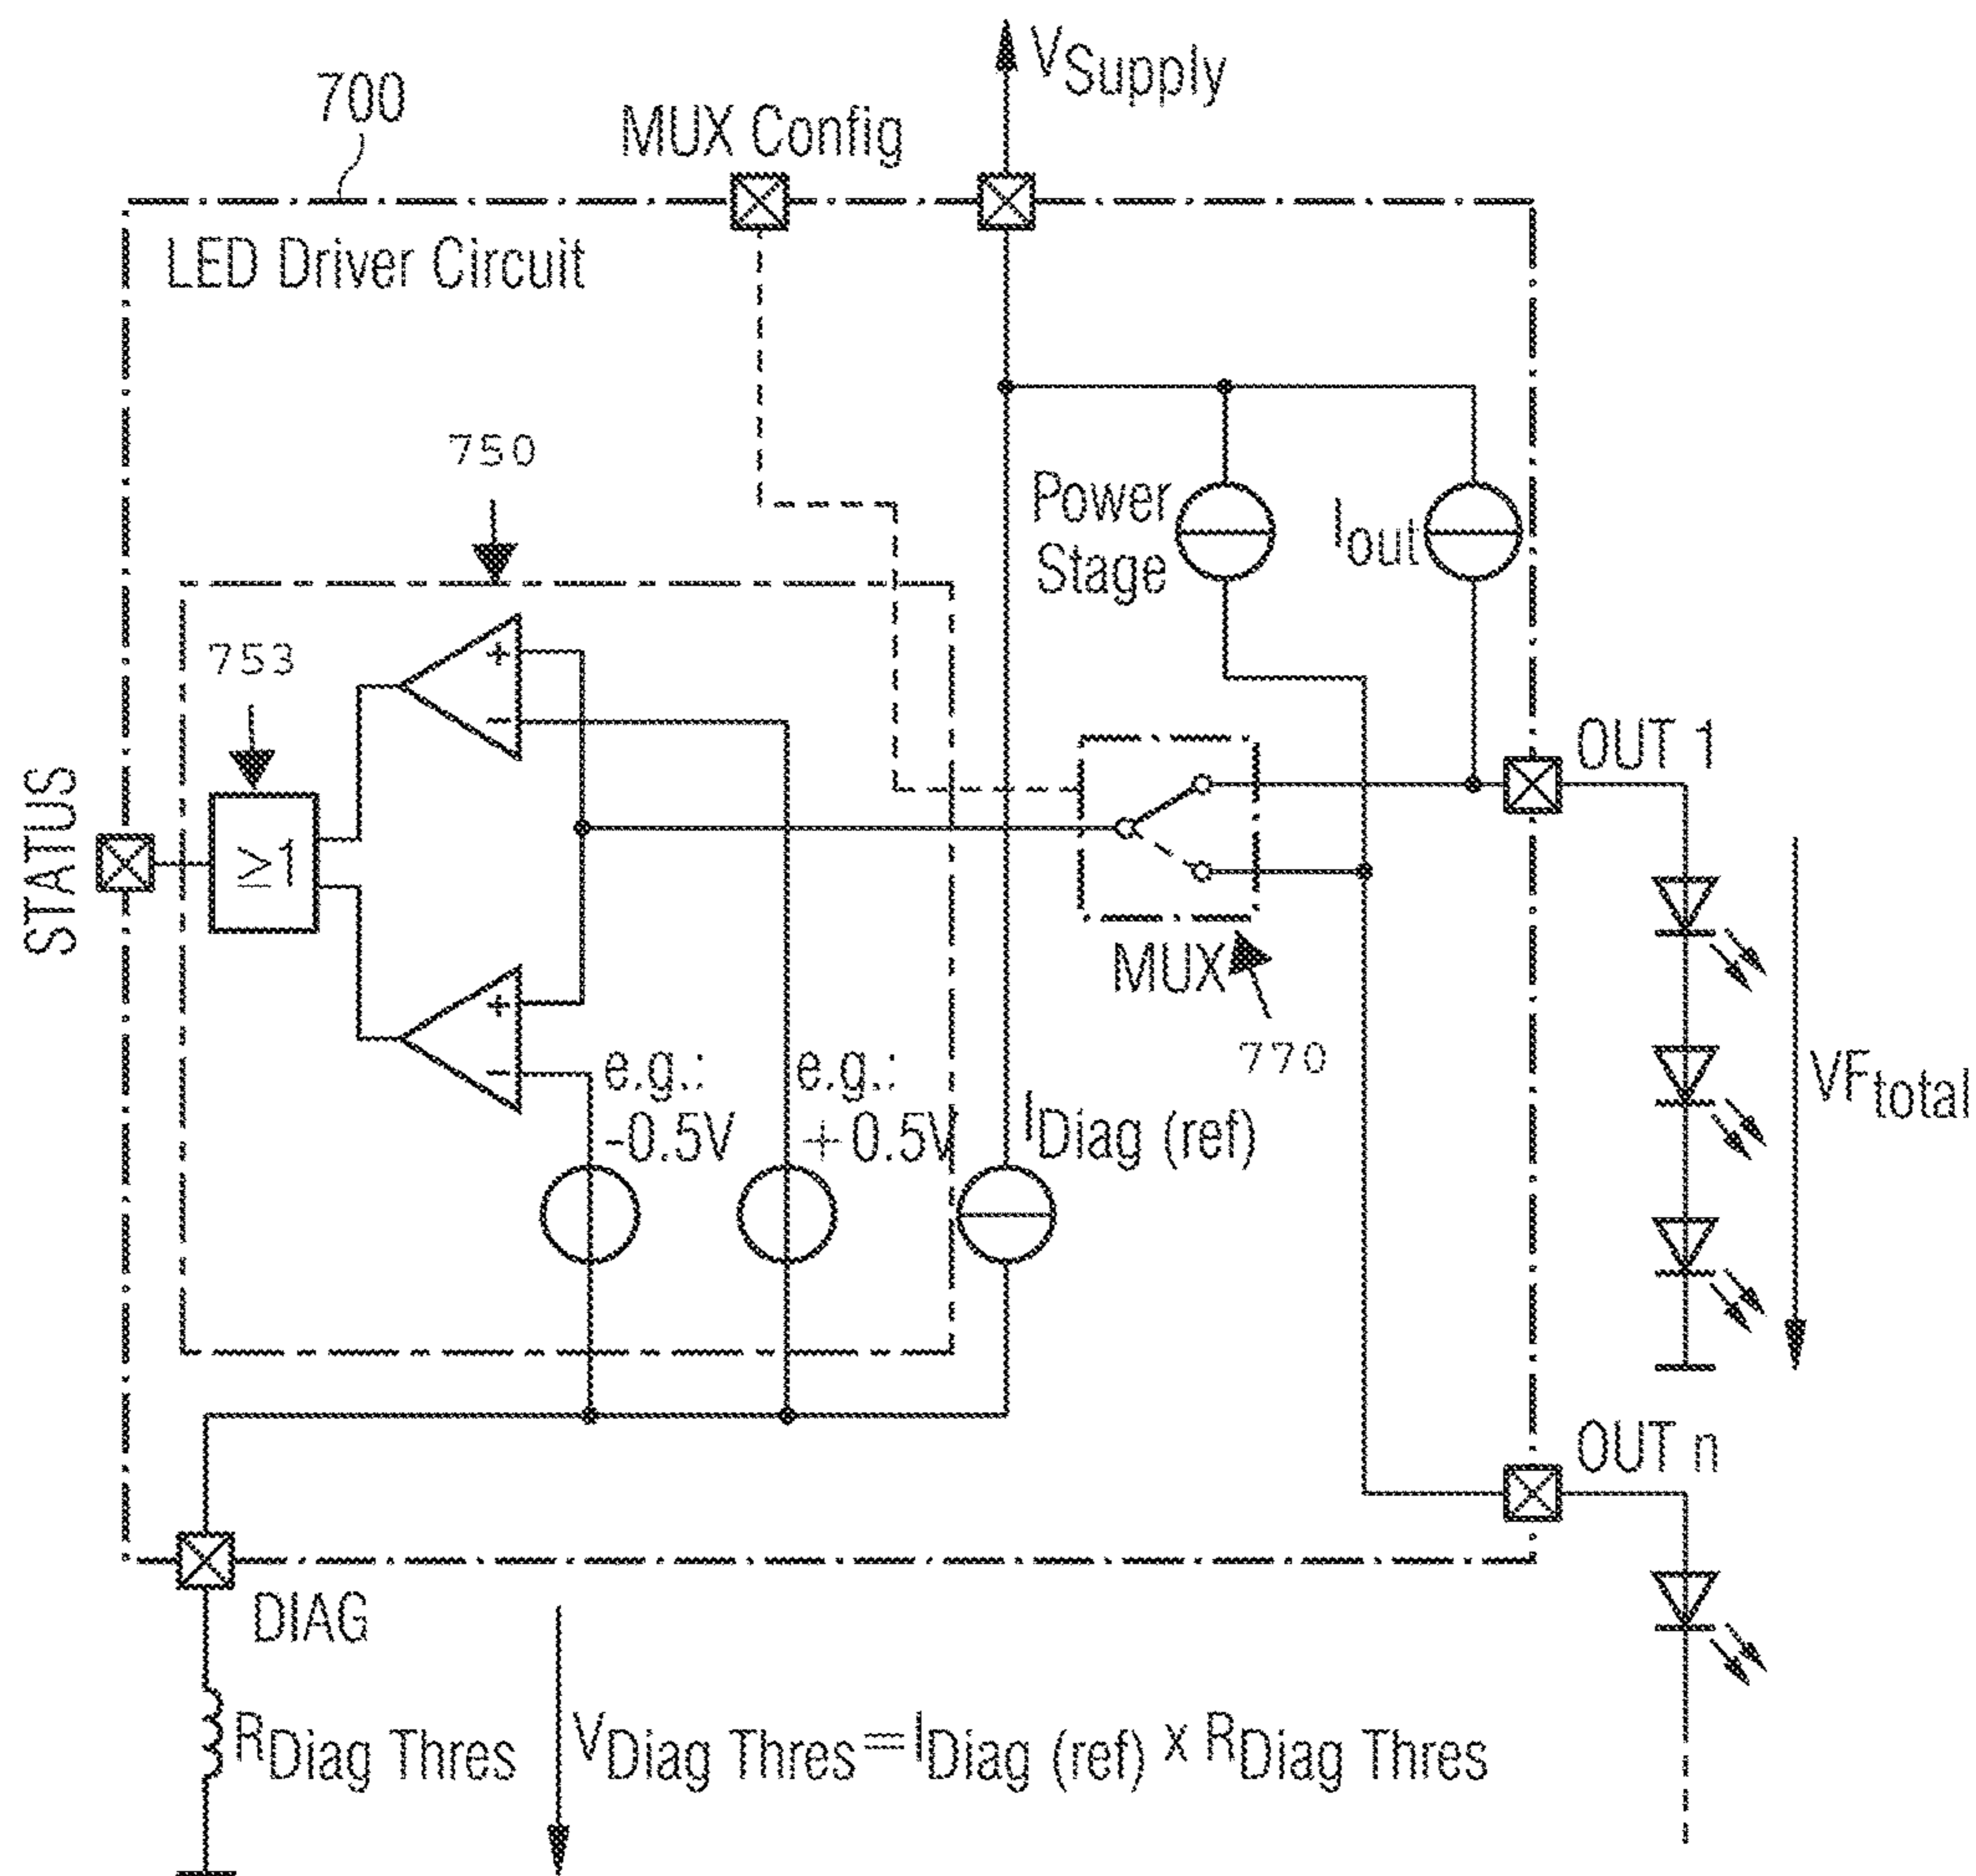 700
MUX Config
VSupply
LED Driver Circuit
750
Power
Stage
Iout
753
+
−
≥1
STATUS
OUT 1
MUX
770
+
−
e.g.:
-0.5V
e.g.:
+0.5V
IDiag (ref)
VFtotal
OUT n
DIAG
RDiag Thres
VDiag Thres=IDiag (ref) x RDiag Thres